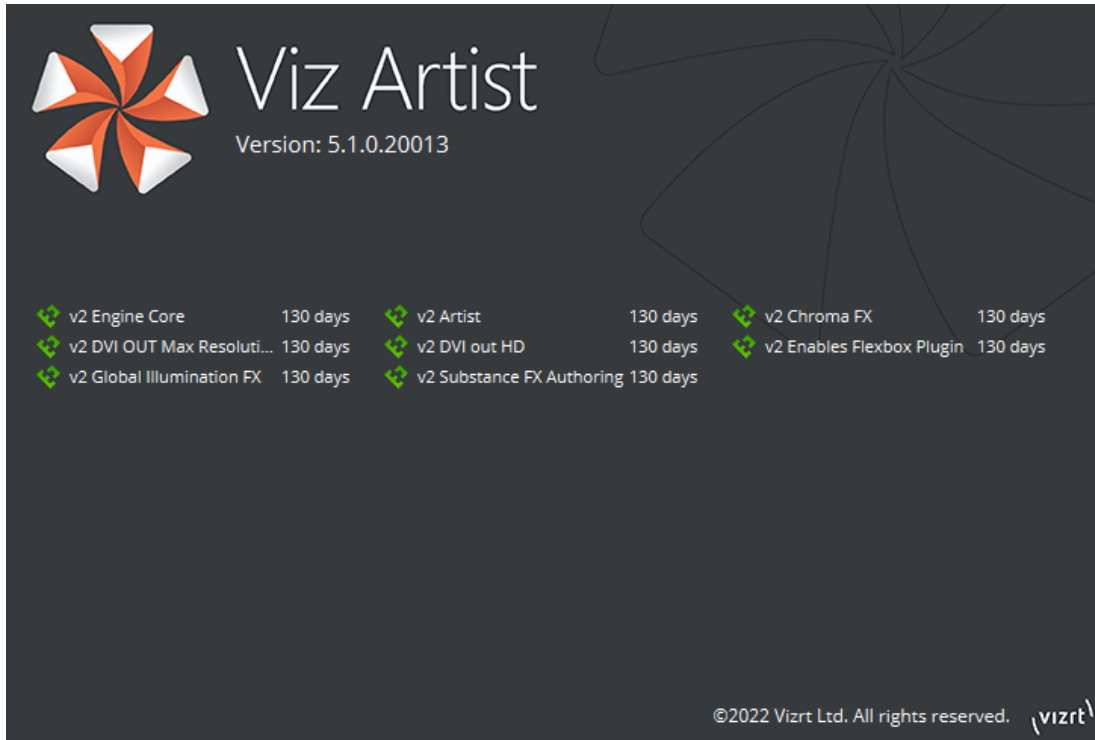 Viz Artist
Version: 5.1.0.20013
v2 Engine Core 130 days v2 Artist 130 days v2 Chroma FX 130 days
v2 DVI OUT Max Resoluti... 130 days v2 DVI out HD 130 days v2 Enables Flexbox Plugin 130 days
v2 Global Illumination FX 130 days v2 Substance FX Authoring 130 days
©2022 Vizrt Ltd. All rights reserved. vizrt